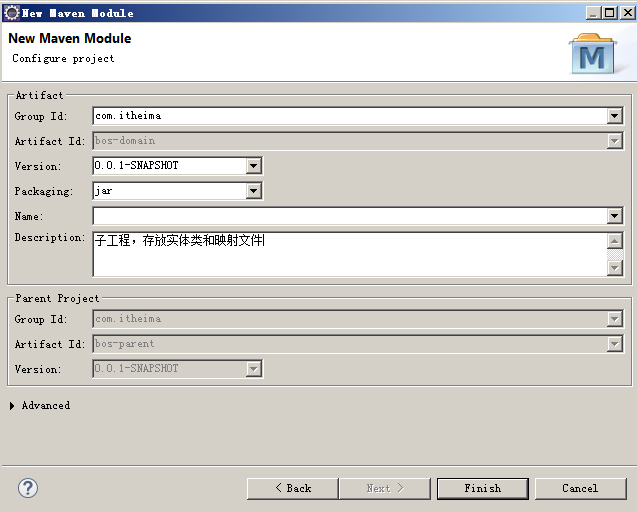 New Maven Module
New Maven Module
Configure project
M
Artifact
Group Id: com.itheima
Artifact Id: bos-domain
Version: 0.0.1-SNAPSHOT
Packaging: jar
Name:
Description: 子工程，存放实体类和映射文件
Parent Project
Group Id: com.itheima
Artifact Id: bos-parent
Version: 0.0.1-SNAPSHOT
Advanced
? < Back Next > Finish Cancel